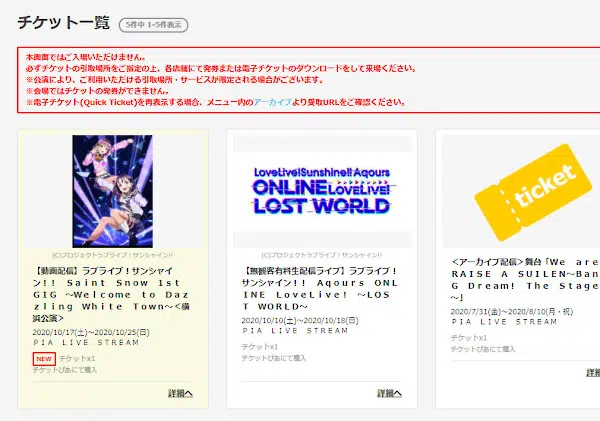 チケット一覧 5件中 1-5件表示
本画面ではご入場いただけません。
必ずチケットの引取場所をご指定の上、各店舗にて発券または電子チケットのダウンロードをして来場ください。
※公演により、ご利用いただける引取場所・サービスが限定される場合がございます。
※会場ではチケットの発券ができません。
※電子チケット(Quick Ticket)を再表示する場合、メニュー内のアーカイブより受取URLをご確認ください。
(C)プロジェクトラブライブ！サンシャイン!!
【動画配信】ラブライブ！サンシャイ
ン！！ Ｓａｉｎｔ Ｓｎｏｗ １ｓｔ
ＧＩＧ ～Ｗｅｌｃｏｍｅ ｔｏ Ｄａｚ
ｚｌｉｎｇ Ｗｈｉｔｅ Ｔｏｗｎ～＜横
浜公演＞
2020/10/17(土)～2020/10/25(日)
ＰＩＡ ＬＩＶＥ ＳＴＲＥＡＭ
NEW チケットx1
チケットぴあにて購入
詳細へ
LoveLive!Sunshine!! Aqours
ONLINE LOVELIVE!
LOST WORLD
(C)プロジェクトラブライブ！サンシャイン!!
【無観客有料生配信ライブ】ラブライブ！
サンシャイン！！ Ａｑｏｕｒｓ ＯＮＬ
ＩＮＥ ＬｏｖｅＬｉｖｅ！ ～ＬＯＳ
Ｔ ＷＯＲＬＤ～
2020/10/10(土)～2020/10/18(日)
ＰＩＡ ＬＩＶＥ ＳＴＲＥＡＭ
チケットx1
チケットぴあにて購入
詳細へ
ticket
＜アーカイブ配信＞舞台「Ｗｅ ａｒｅ
ＲＡＩＳＥ Ａ ＳＵＩＬＥＮ～Ｂａｎ
Ｇ Ｄｒｅａｍ！ Ｔｈｅ Ｓｔａｇｅ
～」
2020/7/31(金)～2020/8/10(月・祝)
ＰＩＡ ＬＩＶＥ ＳＴＲＥＡＭ
チケットx1
チケットぴあにて購入
詳細